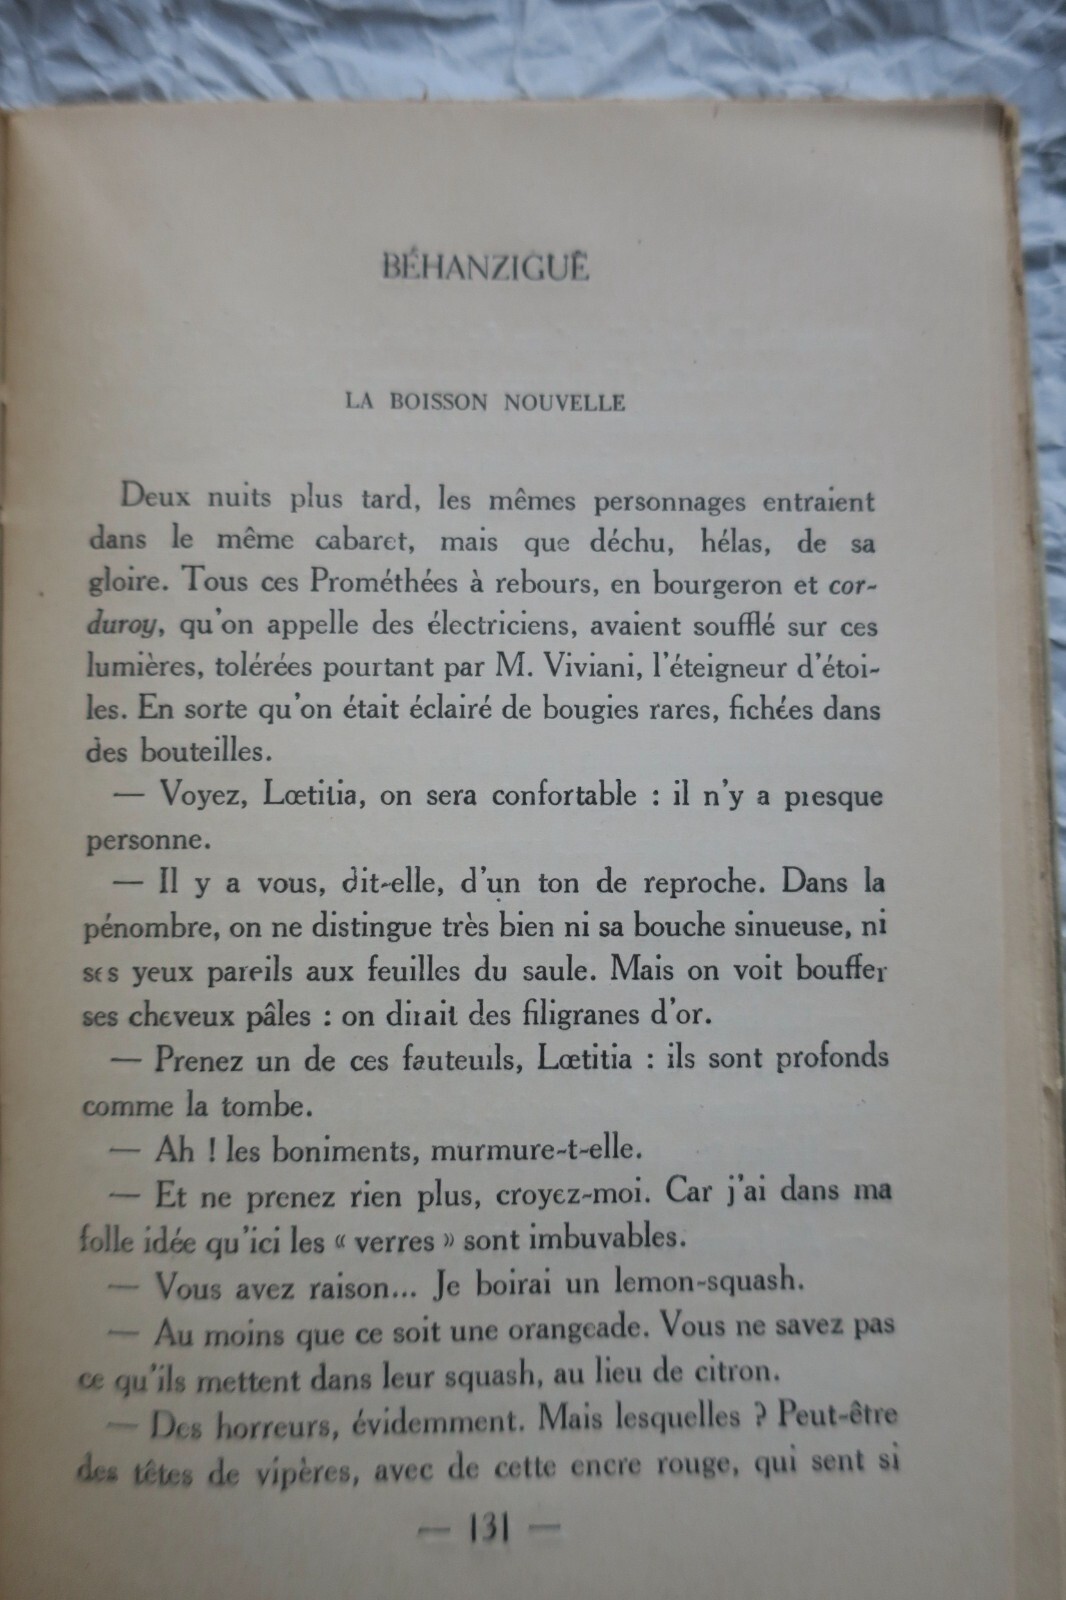 BÉHANZIGUE
LA BOISSON NOUVELLE
Deux nuits plus tard, les mêmes personnages entraient
dans le même cabaret, mais que déchu, hélas, de sa
gloire. Tous ces Prométhées à rebours, en bourgeron et cor-
duroy, qu'on appelle des électriciens, avaient soufflé sur ces
lumières, tolérées pourtant par M. Viviani, l'éteigneur d'étoi-
les. En sorte qu'on était éclairé de bougies rares, fichées dans
des bouteilles.
— Voyez, Lœtitia, on sera confortable : il n'y a presque
personne.
— Il y a vous, dit-elle, d'un ton de reproche. Dans la
pénombre, on ne distingue très bien ni sa bouche sinueuse, ni
ses yeux pareils aux feuilles du saule. Mais on voit bouffer
ses cheveux pâles : on dirait des filigranes d'or.
— Prenez un de ces fauteuils, Lœtitia : ils sont profonds
comme la tombe.
— Ah ! les boniments, murmure-t-elle.
— Et ne prenez rien plus, croyez-moi. Car j'ai dans ma
folle idée qu'ici les « verres » sont imbuvables.
— Vous avez raison... Je boirai un lemon-squash.
— Au moins que ce soit une orangeade. Vous ne savez pas
ce qu'ils mettent dans leur squash, au lieu de citron.
— Des horreurs, évidemment. Mais lesquelles ? Peut-être
des têtes de vipères, avec de cette encre rouge, qui sent si
— 131 —